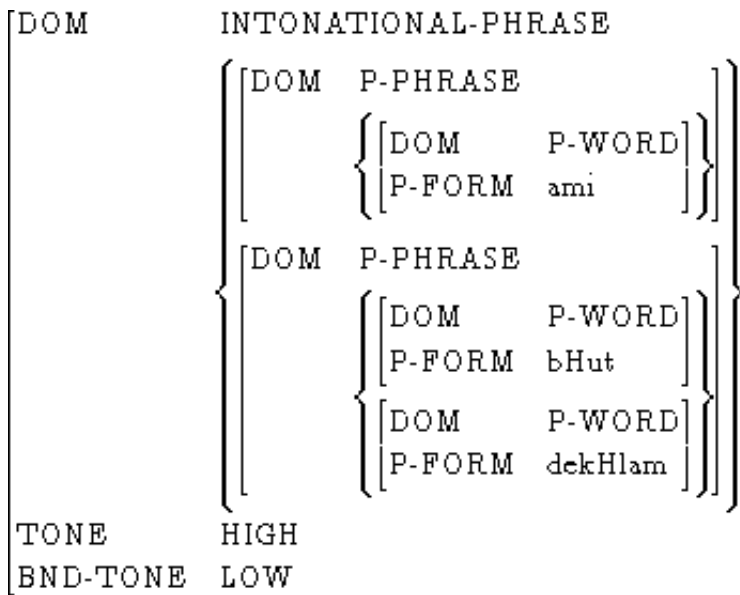 DOM INTONATIONAL-PHRASE
DOM P-PHRASE
DOM P-WORD
P-FORM ami
DOM P-PHRASE
DOM P-WORD
P-FORM bHut
DOM P-WORD
P-FORM dekHlam
TONE HIGH
BND-TONE LOW